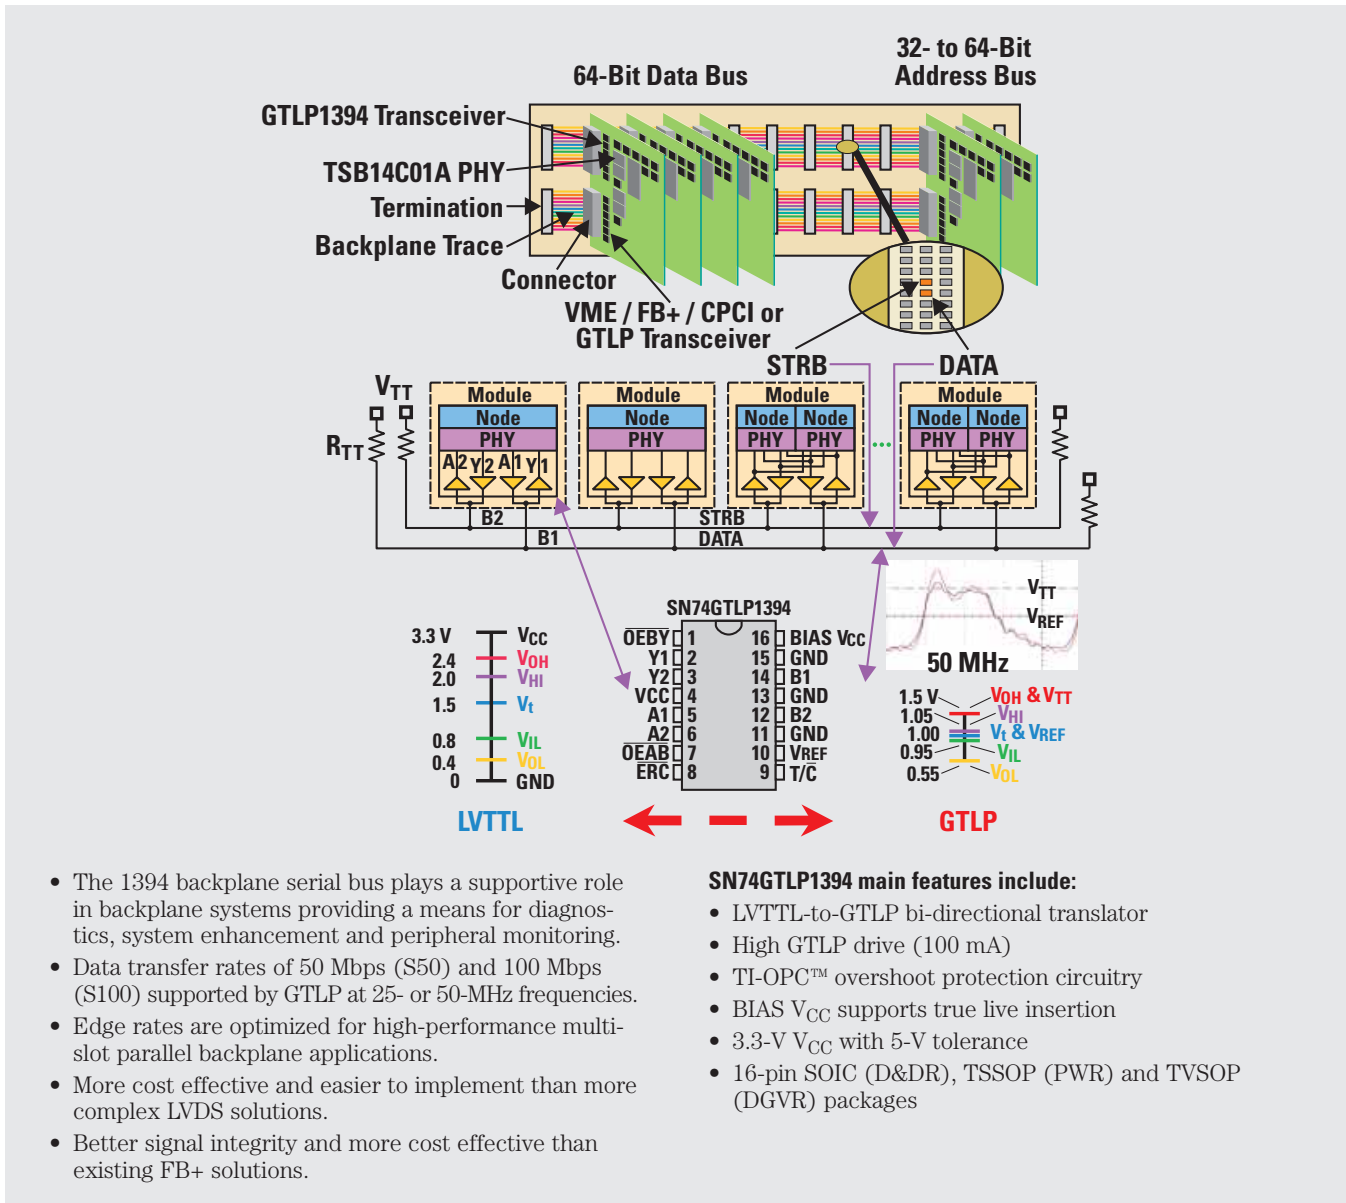 32- to 64-Bit
Address Bus
64-Bit Data Bus
GTLP1394 Transceiver
TSB14C01A PHY
Termination
Backplane Trace
Connector
VME / FB+ / CPCI or
GTLP Transceiver
STRB
DATA
VTT
RTT
Module
Node
PHY
A2 Y2 A1 Y1
Module
Node
PHY
Module
Node Node
PHY PHY
...
Module
Node Node
PHY PHY
B2
STRB
B1
DATA
VTT
VREF
50 MHz
SN74GTLP1394
OEBY 1 16 BIAS VCC
Y1 2 15 GND
Y2 3 14 B1
VCC 4 13 GND
A1 5 12 B2
A2 6 11 GND
OEAB 7 10 VREF
ERC 8 9 T/C
3.3 V VCC
2.4 VOH
2.0 VHI
1.5 Vt
0.8 VIL
0.4 VOL
0 GND
LVTTL
1.5 V VOH & VTT
1.05 VHI
1.00 Vt & VREF
0.95 VIL
0.55 VOL
GTLP
• The 1394 backplane serial bus plays a supportive role
in backplane systems providing a means for diagnos-
tics, system enhancement and peripheral monitoring.
• Data transfer rates of 50 Mbps (S50) and 100 Mbps
(S100) supported by GTLP at 25- or 50-MHz frequencies.
• Edge rates are optimized for high-performance multi-
slot parallel backplane applications.
• More cost effective and easier to implement than more
complex LVDS solutions.
• Better signal integrity and more cost effective than
existing FB+ solutions.
SN74GTLP1394 main features include:
• LVTTL-to-GTLP bi-directional translator
• High GTLP drive (100 mA)
• TI-OPC™ overshoot protection circuitry
• BIAS VCC supports true live insertion
• 3.3-V VCC with 5-V tolerance
• 16-pin SOIC (D&DR), TSSOP (PWR) and TVSOP
(DGVR) packages